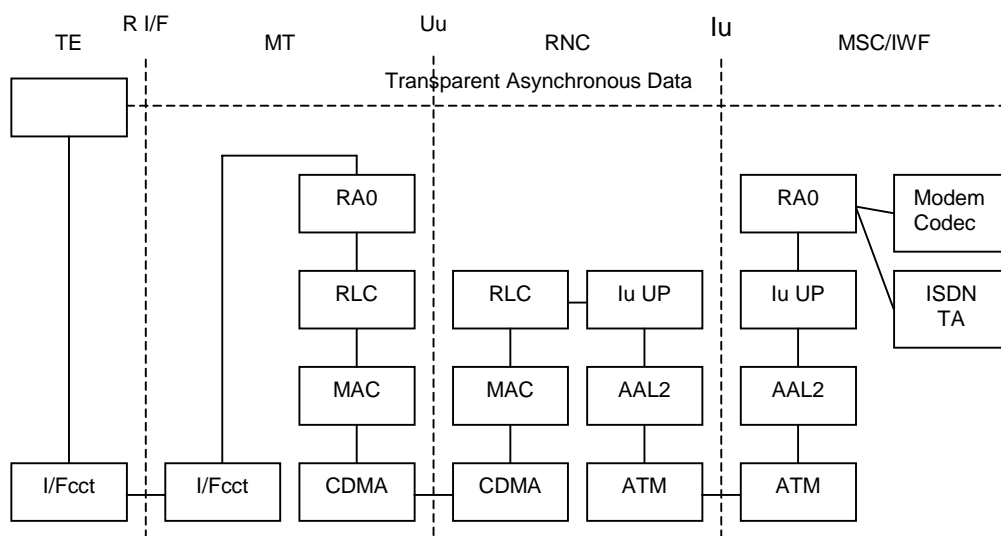 R I/F
Uu
Iu
TE
MT
RNC
MSC/IWF
Transparent Asynchronous Data
RA0
RA0
Modem
Codec
RLC
RLC
Iu UP
Iu UP
ISDN
TA
MAC
MAC
AAL2
AAL2
I/Fcct
I/Fcct
CDMA
CDMA
ATM
ATM